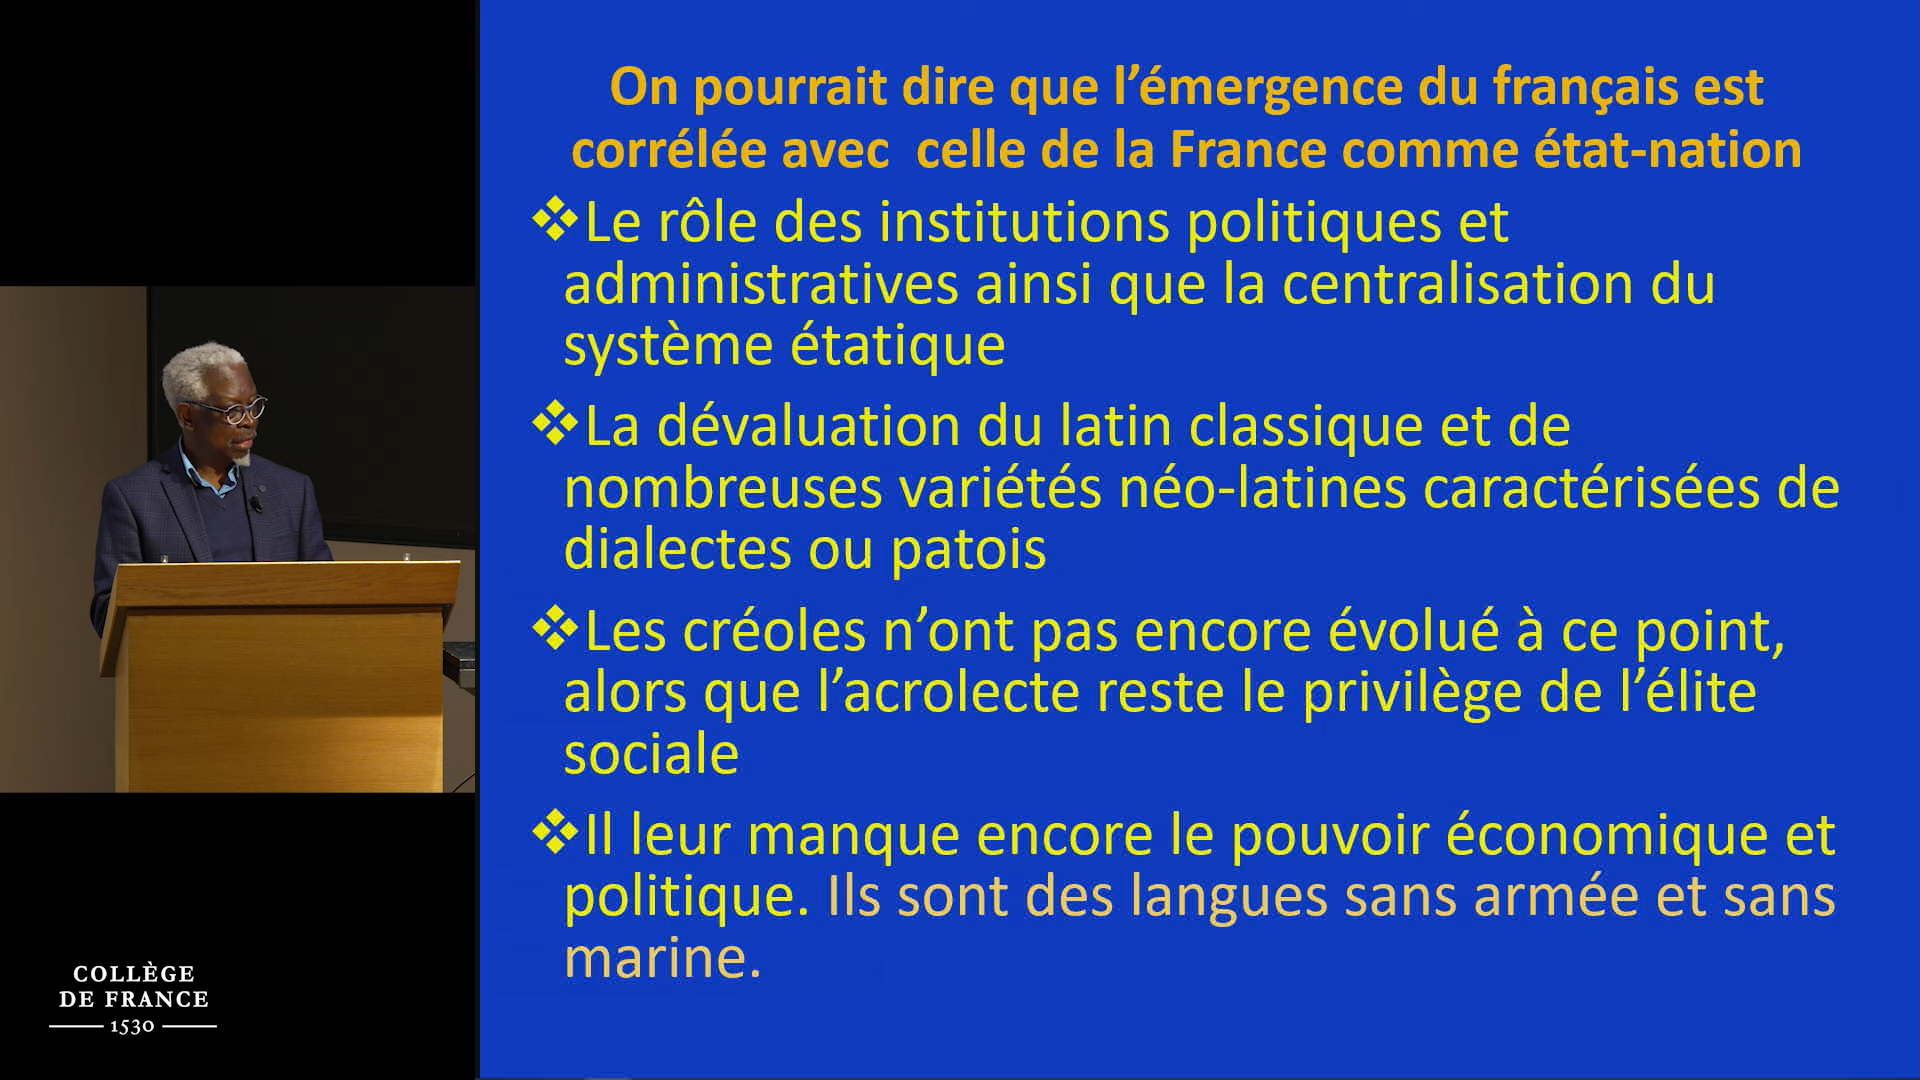 On pourrait dire que l’émergence du français est
corrélée avec celle de la France comme état-nation
❖Le rôle des institutions politiques et
administratives ainsi que la centralisation du
système étatique
❖La dévaluation du latin classique et de
nombreuses variétés néo-latines caractérisées de
dialectes ou patois
❖Les créoles n’ont pas encore évolué à ce point,
alors que l’acrolecte reste le privilège de l’élite
sociale
❖Il leur manque encore le pouvoir économique et
politique. Ils sont des langues sans armée et sans
marine.
COLLÈGE
DE FRANCE
1530